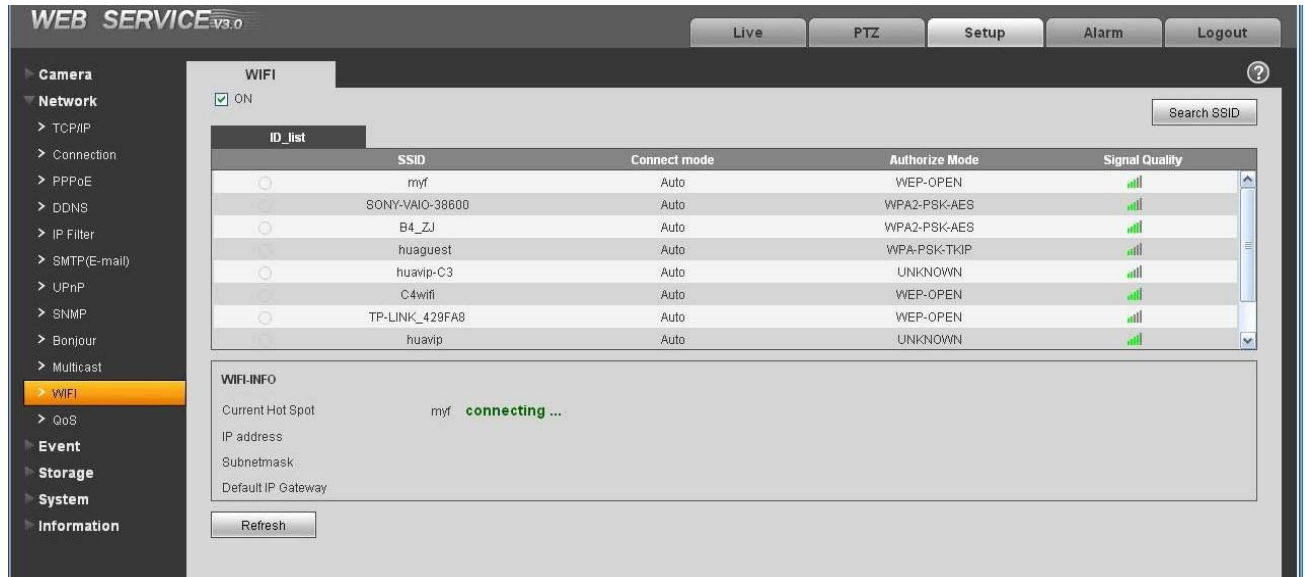 WEB SERVICE V3.0
Live PTZ Setup Alarm Logout
Camera
Network
TCP/IP
Connection
PPPoE
DDNS
IP Filter
SMTP(E-mail)
UPnP
SNMP
Bonjour
Multicast
WIFI
QoS
Event
Storage
System
Information
WIFI
ON
Search SSID
ID_list
SSID Connect mode Authorize Mode Signal Quality
myf Auto WEP-OPEN
SONY-VAIO-38600 Auto WPA2-PSK-AES
B4_ZJ Auto WPA2-PSK-AES
huaguest Auto WPA-PSK-TKIP
huavip-C3 Auto UNKNOWN
C4wifi Auto WEP-OPEN
TP-LINK_429FA8 Auto WEP-OPEN
huavip Auto UNKNOWN
WIFI-INFO
Current Hot Spot myf connecting ...
IP address
Subnetmask
Default IP Gateway
Refresh